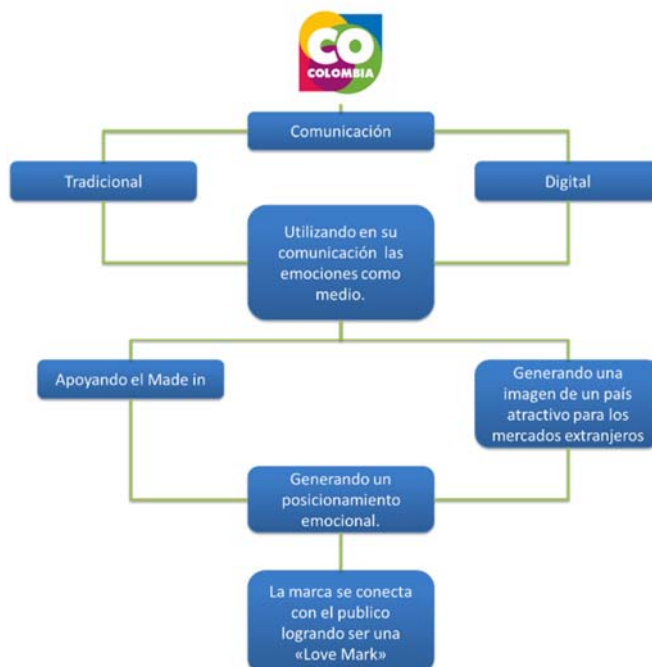 CO
COLOMBIA
Comunicación
Tradicional
Digital
Utilizando en su
comunicación las
emociones como
medio.
Apoyando el Made in
Generando una
imagen de un país
atractivo para los
mercados extranjeros
Generando un
posicionamiento
emocional.
La marca se conecta
con el publico
logrando ser una
«Love Mark»